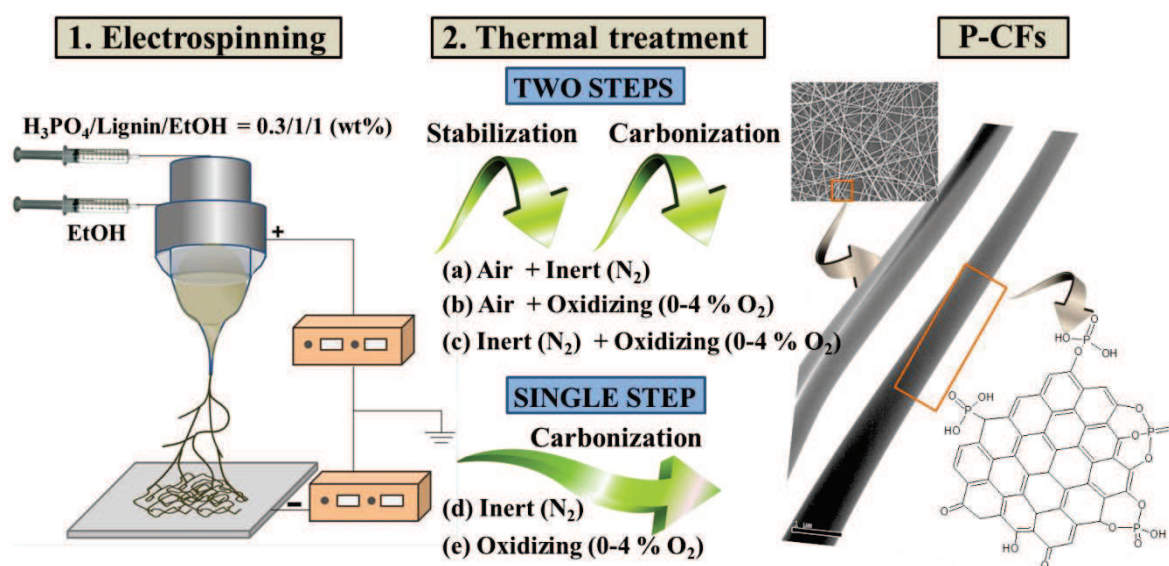 1. Electrospinning
H₃PO₄/Lignin/EtOH = 0.3/1/1 (wt%)
EtOH
+
−
2. Thermal treatment
TWO STEPS
Stabilization
Carbonization
(a) Air + Inert (N₂)
(b) Air + Oxidizing (0-4 % O₂)
(c) Inert (N₂) + Oxidizing (0-4 % O₂)
SINGLE STEP
Carbonization
(d) Inert (N₂)
(e) Oxidizing (0-4 % O₂)
P-CFs
O
HO P
O OH
O OH
P
HO
O
O P
O
O
O P OH
O
O
HO
O